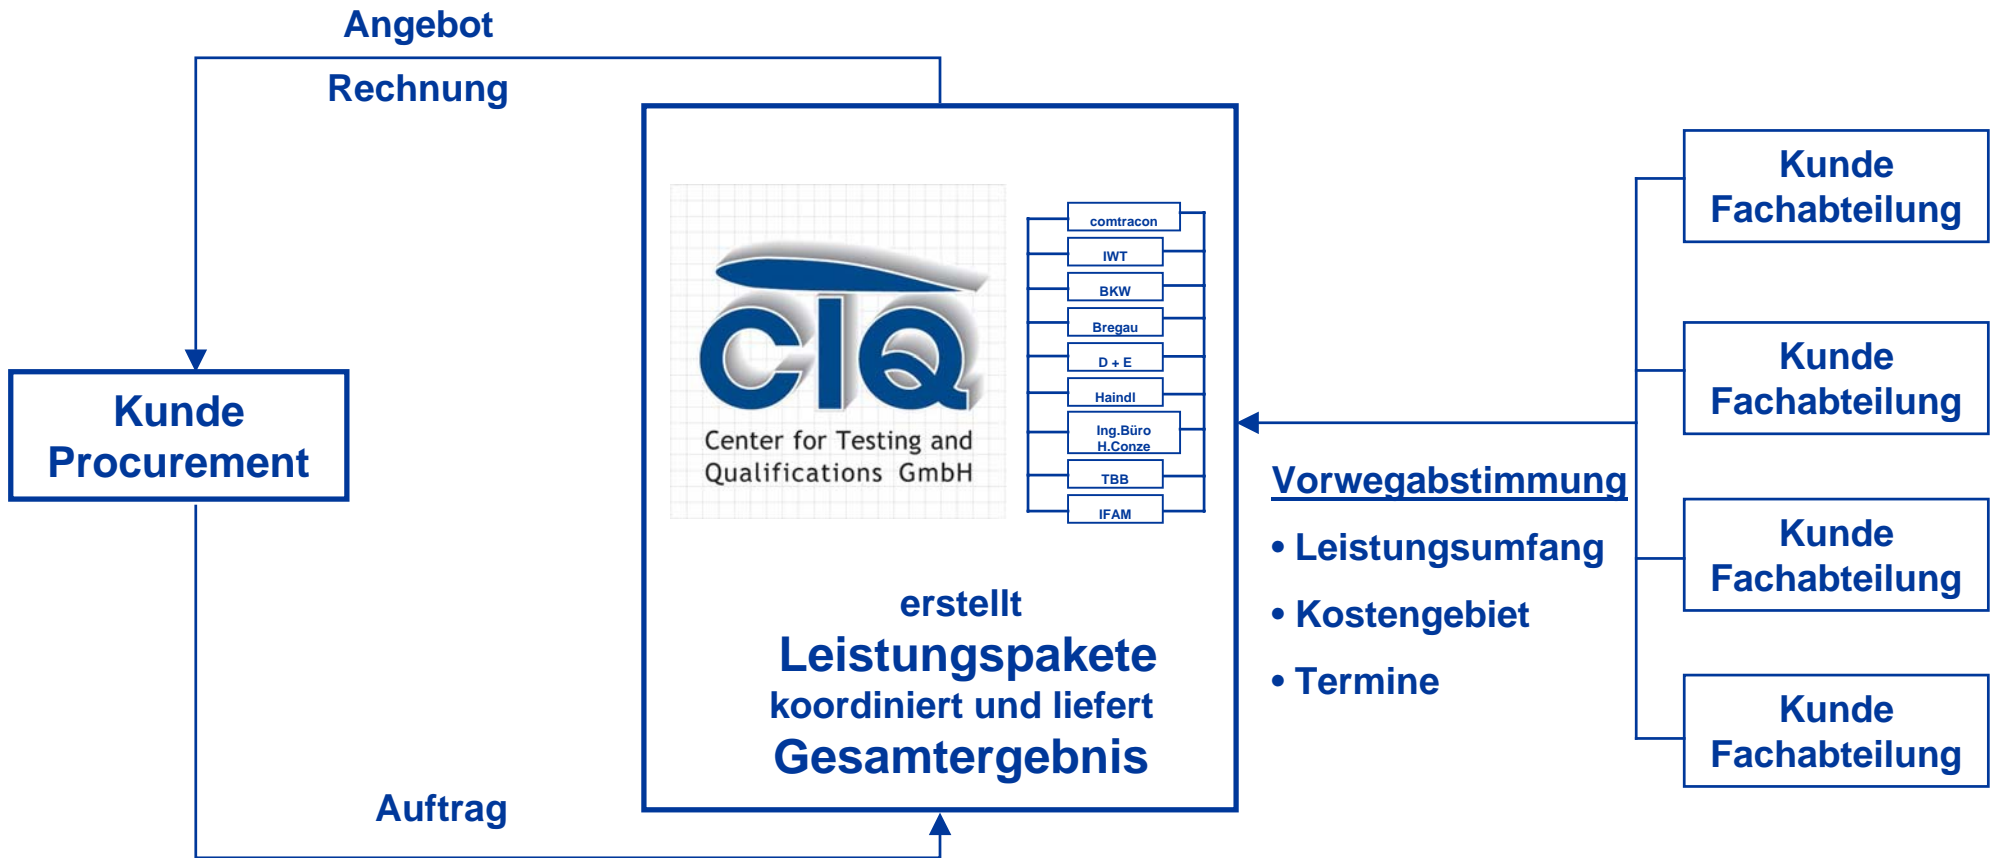 Angebot
Rechnung
Kunde
Procurement
Auftrag
CTQ
Center for Testing and
Qualifications GmbH
comtracon
IWT
BKW
Bregau
D + E
Haindl
Ing.Büro
H.Conze
TBB
IFAM
erstellt
Leistungspakete
koordiniert und liefert
Gesamtergebnis
Vorwegabstimmung
• Leistungsumfang
• Kostengebiet
• Termine
Kunde
Fachabteilung
Kunde
Fachabteilung
Kunde
Fachabteilung
Kunde
Fachabteilung